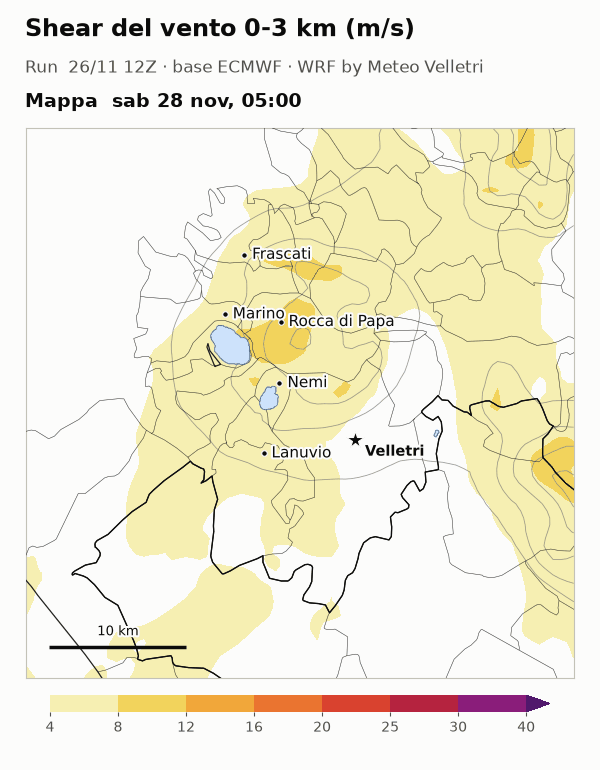 Shear del vento 0-3 km (m/s)
Run  26/11 12Z · base ECMWF · WRF by Meteo Velletri
Mappa  sab 28 nov, 05:00
Frascati
Marino
Rocca di Papa
Nemi
Velletri
Lanuvio
10 km
4 8 12 16 20 25 30 40